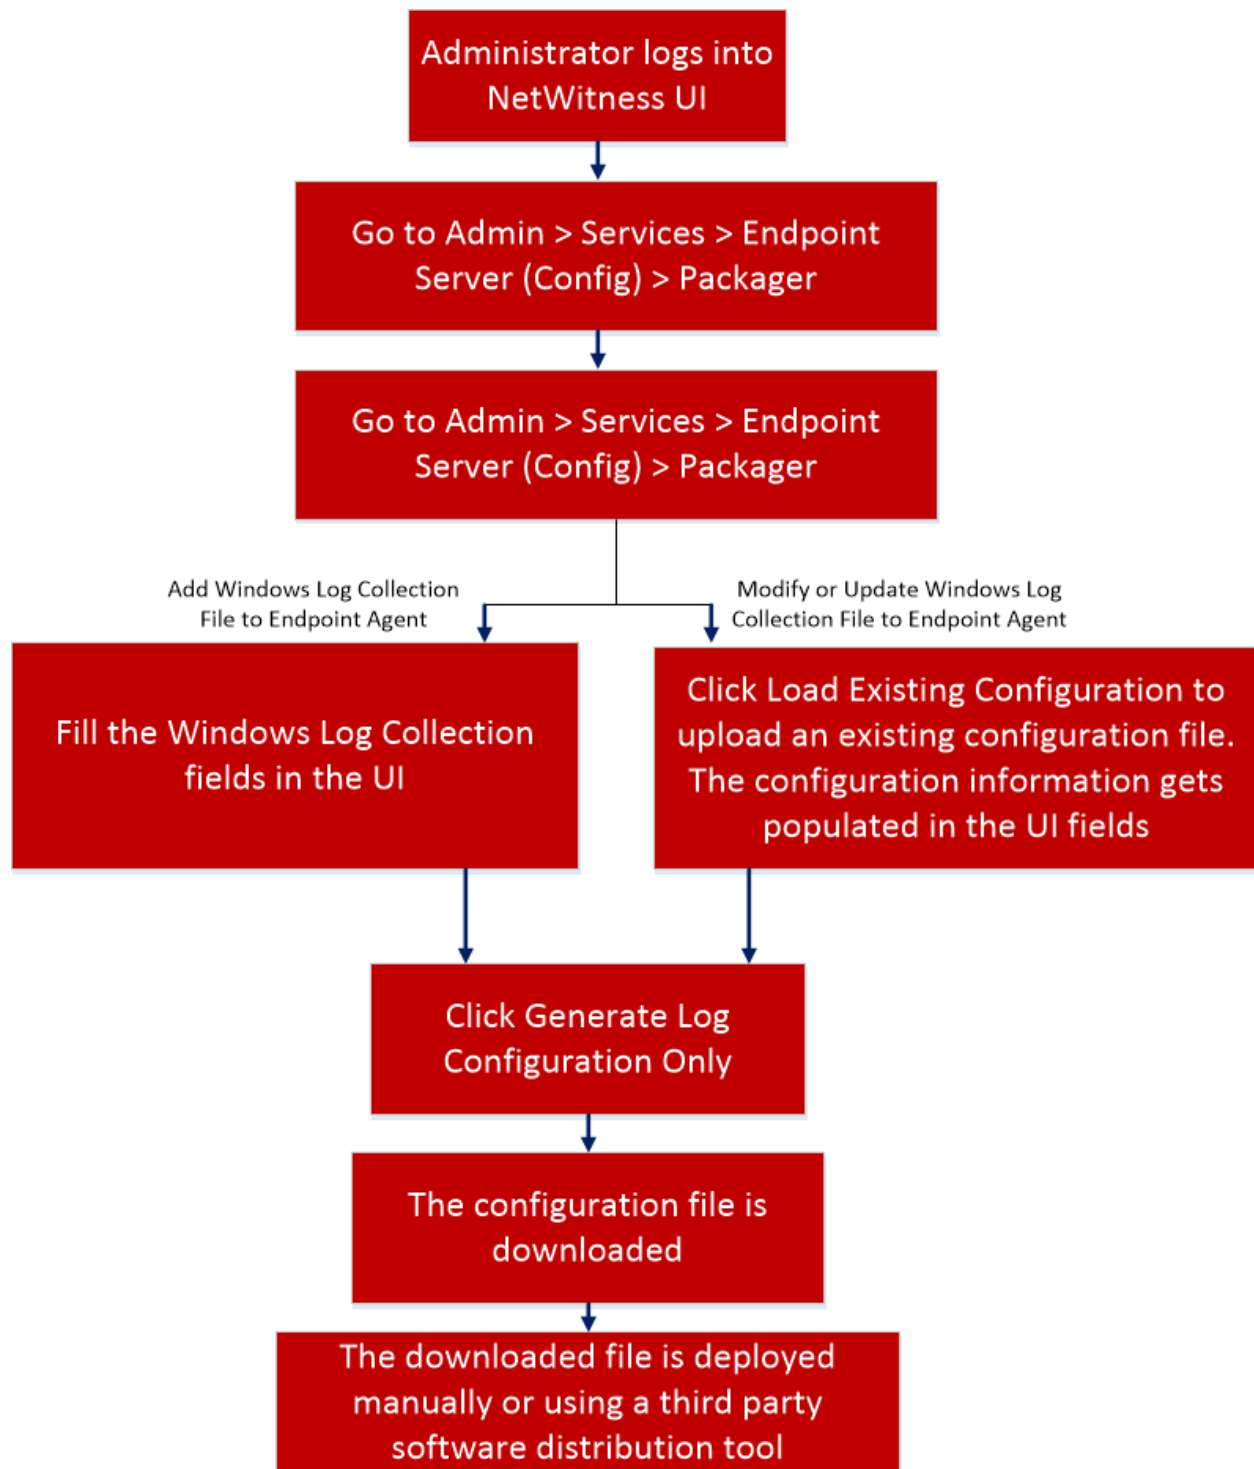 Administrator logs into
NetWitness UI
Go to Admin > Services > Endpoint
Server (Config) > Packager
Go to Admin > Services > Endpoint
Server (Config) > Packager
Add Windows Log Collection
File to Endpoint Agent
Modify or Update Windows Log
Collection File to Endpoint Agent
Fill the Windows Log Collection
fields in the UI
Click Load Existing Configuration to
upload an existing configuration file.
The configuration information gets
populated in the UI fields
Click Generate Log
Configuration Only
The configuration file is
downloaded
The downloaded file is deployed
manually or using a third party
software distribution tool